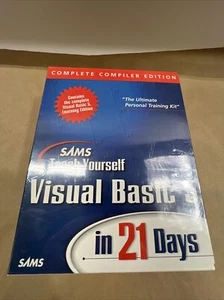 COMPLETE COMPILER EDITION
Contains the
complete
Visual Basic 5
Learning Edition
"The Ultimate
Personal Training Kit"
SAMS
Teach Yourself
Visual Basic
in 21 Days
SAMS